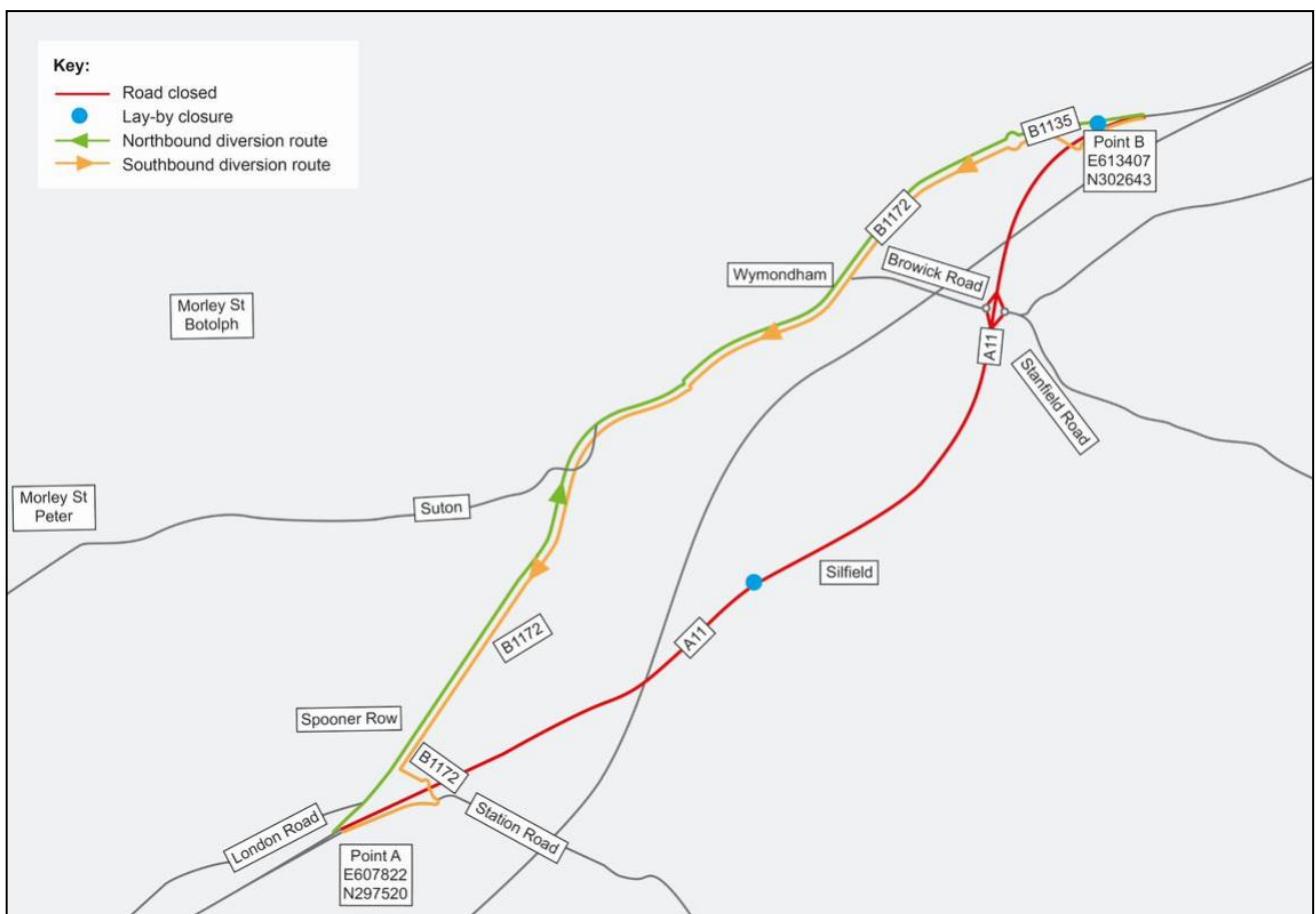 Key:
Road closed
Lay-by closure
Northbound diversion route
Southbound diversion route
B1135
Point B
E613407
N302643
B1172
Browick Road
Wymondham
Morley St
Botolph
A11
Stanfield Road
Morley St
Peter
Suton
Silfield
B1172
A11
Spooner Row
B1172
London Road
Station Road
Point A
E607822
N297520